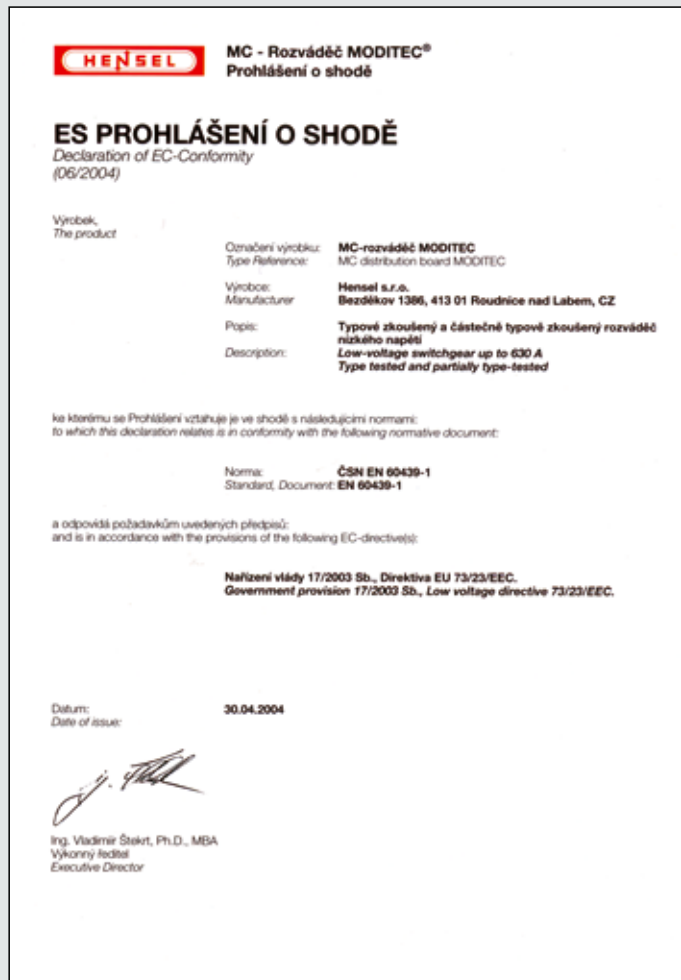 HENSEL
MC - Rozváděč MODITEC®
Prohlášení o shodě
ES PROHLÁŠENÍ O SHODĚ
Declaration of EC-Conformity
(06/2004)
Výrobek,
The product
Označení výrobku: MC-rozváděč MODITEC
Type Reference: MC distribution board MODITEC
Výrobce: Hensel s.r.o.
Manufacturer Bezděkov 1386, 413 01 Roudnice nad Labem, CZ
Popis: Typově zkoušený a částečně typově zkoušený rozváděč
nízkého napětí
Description: Low-voltage switchgear up to 630 A
Type tested and partially type-tested
ke kterému se Prohlášení vztahuje je ve shodě s následujícími normami:
to which this declaration relates is in conformity with the following normative document:
Norma: ČSN EN 60439-1
Standard, Document: EN 60439-1
a odpovídá požadavkům uvedených předpisů:
and is in accordance with the provisions of the following EC-directive(s):
Nařízení vlády 17/2003 Sb., Direktiva EU 73/23/EEC.
Government provision 17/2003 Sb., Low voltage directive 73/23/EEC.
Datum: 30.04.2004
Date of issue:
Ing. Vladimír Štekrt, Ph.D., MBA
Výkonný ředitel
Executive Director